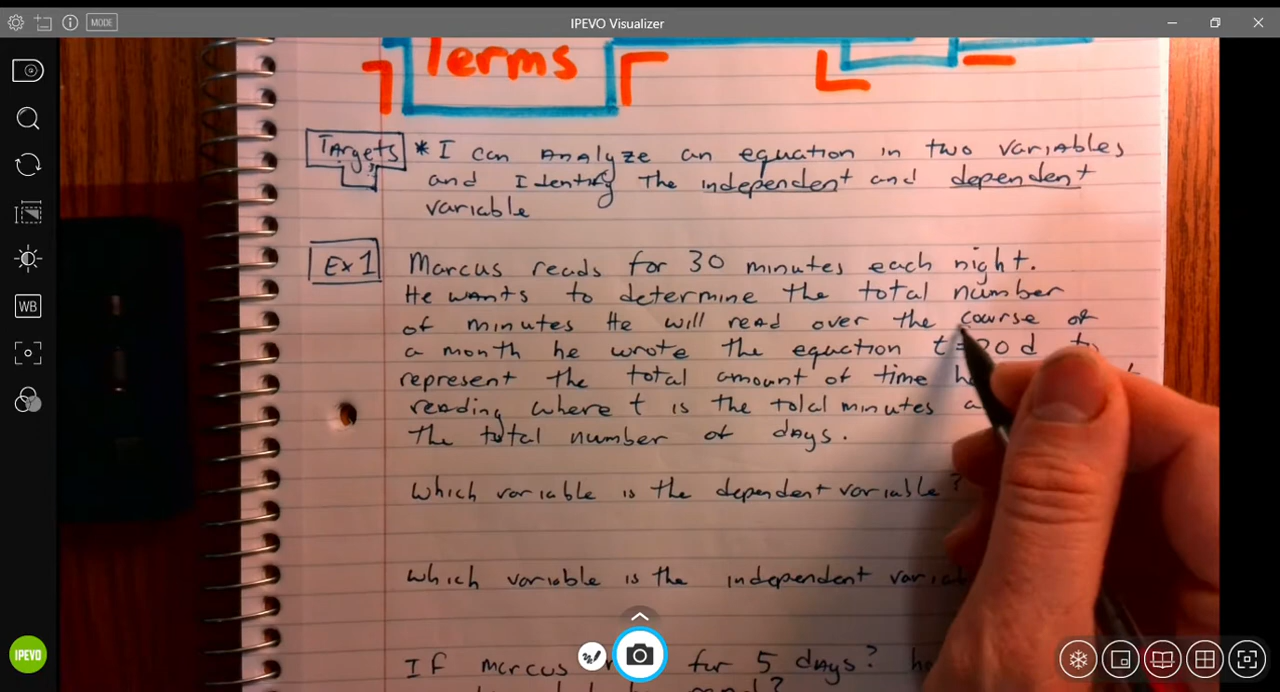 MODE
IPEVO Visualizer
Terms
Targets * I can Analyze an equation in two variables
and Identify The independent and dependent
variable
Ex 1 Marcus reads for 30 minutes each night.
He wants to determine the total number
of minutes He will read over the course of
a month he wrote the equation t =
represent the total amount of time
reading where t is the total minutes
The total number of days.
Which variable is the dependent variable?
Which variable is the independent
WB
IPEVO
If marcus for 5 days?